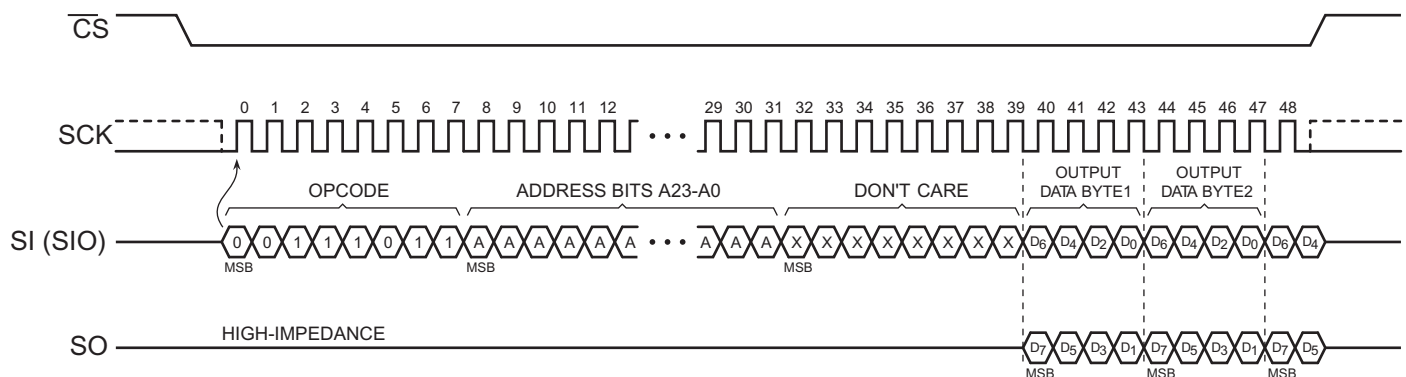 CS
0 1 2 3 4 5 6 7 8 9 10 11 12 29 30 31 32 33 34 35 36 37 38 39 40 41 42 43 44 45 46 47 48
SCK
OPCODE ADDRESS BITS A23-A0 DON'T CARE OUTPUT DATA BYTE1 OUTPUT DATA BYTE2
SI (SIO) 0 0 1 1 1 0 1 1 A A A A A A A A A X X X X X X X X D6 D4 D2 D0 D6 D4 D2 D0 D6 D4
MSB MSB MSB
HIGH-IMPEDANCE
SO D7 D5 D3 D1 D7 D5 D3 D1 D7 D5
MSB MSB MSB